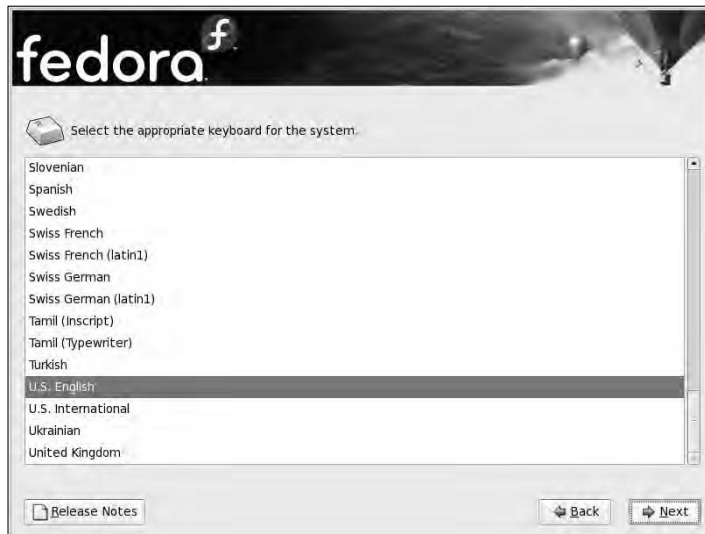 fedora f
Select the appropriate keyboard for the system.
Slovenian
Spanish
Swedish
Swiss French
Swiss French (latin1)
Swiss German
Swiss German (latin1)
Tamil (Inscript)
Tamil (Typewriter)
Turkish
U.S. English
U.S. International
Ukrainian
United Kingdom
Release Notes
Back
Next